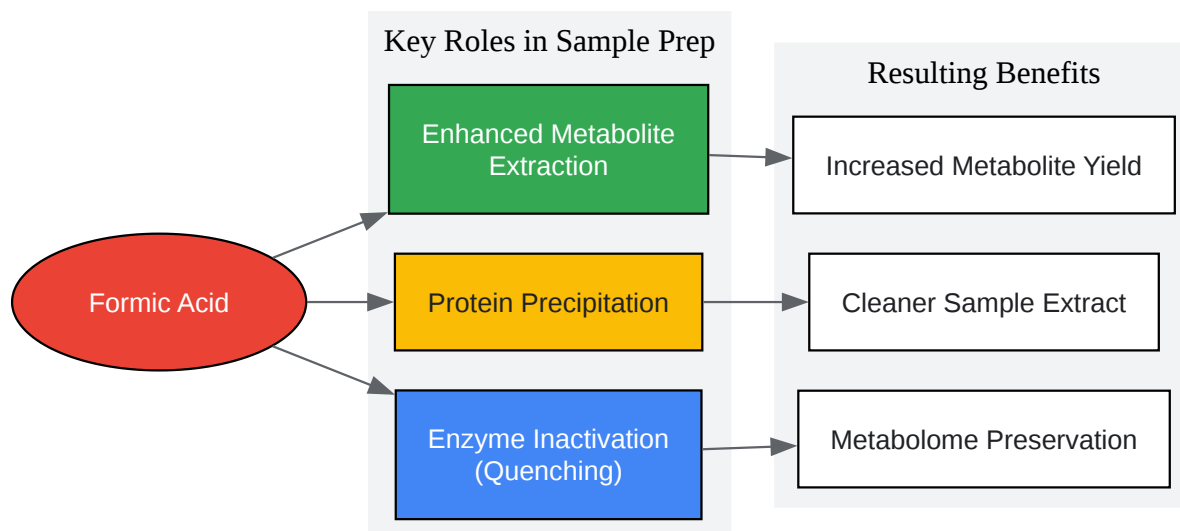 Key Roles in Sample Prep
Resulting Benefits
Formic Acid
Enhanced Metabolite
Extraction
Increased Metabolite Yield
Protein Precipitation
Cleaner Sample Extract
Enzyme Inactivation
(Quenching)
Metabolome Preservation